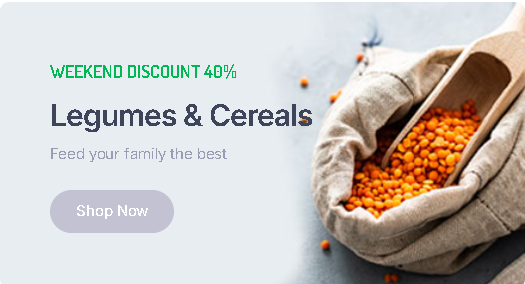 WEEKEND DISCOUNT 40%
Legumes & Cereals
Feed your family the best
Shop Now